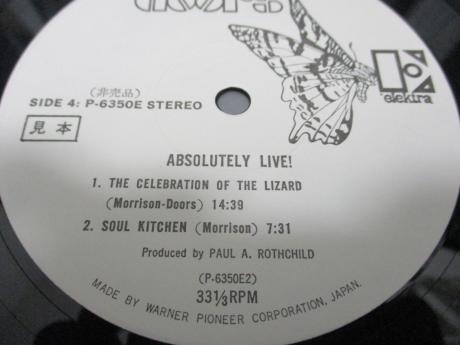 DOORS
elektra
(非売品)
SIDE 4: P-6350E STEREO
見本
ABSOLUTELY LIVE!
1. THE CELEBRATION OF THE LIZARD
(Morrison-Doors) 14:39
2. SOUL KITCHEN (Morrison) 7:31
Produced by PAUL A. ROTHCHILD
(P-6350E2)
33⅓RPM
MADE BY WARNER PIONEER CORPORATION, JAPAN.